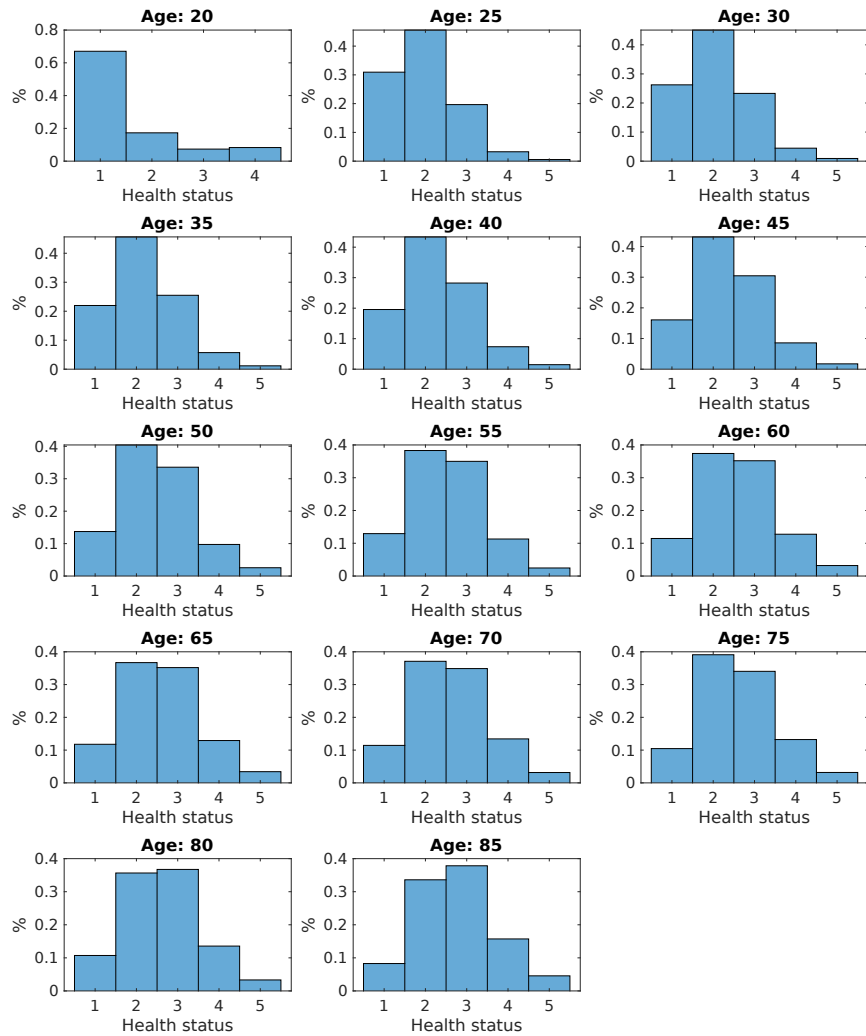 Age: 20
0.8
0.6
0.4
0.2
0
%
1 2 3 4
Health status
Age: 25
0.4
0.3
0.2
0.1
0
%
1 2 3 4 5
Health status
Age: 30
0.4
0.3
0.2
0.1
0
%
1 2 3 4 5
Health status
Age: 35
0.4
0.3
0.2
0.1
0
%
1 2 3 4 5
Health status
Age: 40
0.4
0.3
0.2
0.1
0
%
1 2 3 4 5
Health status
Age: 45
0.4
0.3
0.2
0.1
0
%
1 2 3 4 5
Health status
Age: 50
0.4
0.3
0.2
0.1
0
%
1 2 3 4 5
Health status
Age: 55
0.4
0.3
0.2
0.1
0
%
1 2 3 4 5
Health status
Age: 60
0.4
0.3
0.2
0.1
0
%
1 2 3 4 5
Health status
Age: 65
0.4
0.3
0.2
0.1
0
%
1 2 3 4 5
Health status
Age: 70
0.4
0.3
0.2
0.1
0
%
1 2 3 4 5
Health status
Age: 75
0.4
0.3
0.2
0.1
0
%
1 2 3 4 5
Health status
Age: 80
0.4
0.3
0.2
0.1
0
%
1 2 3 4 5
Health status
Age: 85
0.4
0.3
0.2
0.1
0
%
1 2 3 4 5
Health status